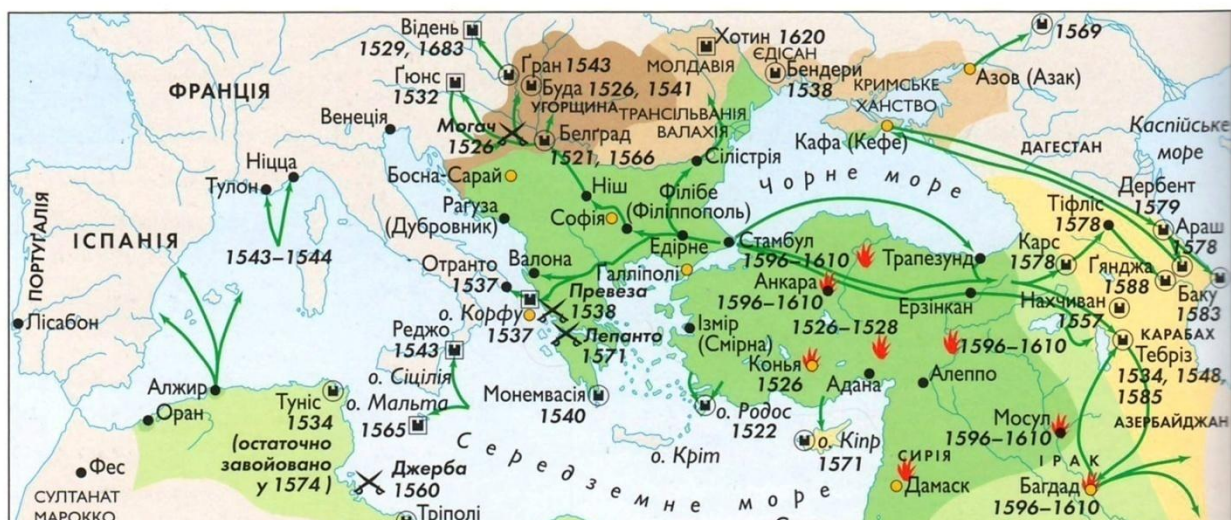 Відень
1529, 1683
Ґюнс
1532
Ґран 1543
Буда 1526, 1541
УГОРЩИНА
ФРАНЦІЯ
Венеція
Могач
1526
Белґрад
1521, 1566
ТРАНСІЛЬВАНІЯ
ВАЛАХІЯ
МОЛДАВІЯ
Хотин 1620
ЄДІСАН
Бендери
1538
КРИМСЬКЕ
ХАНСТВО
Азов (Азак)
1569
Кафа (Кефе)
ДАГЕСТАН
Каспійське
море
Дербент
1579
Ніцца
Тулон
Босна-Сарай
Сілістрія
Чорне море
Тіфліс
1578
Араш
1578
ПОРТУҐАЛІЯ
ІСПАНІЯ
1543–1544
Раґуза
(Дубровник)
Ніш
Софія
Філібе
(Філіппополь)
Едірне
Стамбул
1596–1610
Трапезунд
Карс
1578
Ґянджа
1588
Баку
1583
Отранто
1537
Валона
Галліполі
Анкара
1596–1610
Ерзінкан
Нахчиван
1557
Лісабон
о. Корфу
1537
Превеза
1538
Лепанто
1571
Ізмір
(Смірна)
1526–1528
1596–1610
КАРАБАХ
Тебріз
1534, 1548,
1585
АЗЕРБАЙДЖАН
Реджо
1543
о. Сіцілія
Конья
1526
Адана
Алеппо
Алжир
Оран
Туніс
1534
(остаточно
завойовано
у 1574)
о. Мальта
1565
Монемвасія
1540
о. Родос
1522
о. Кіпр
1571
Мосул
1596–1610
Фес
СУЛТАНАТ
МАРОККО
Джерба
1560
Тріполі
Середземне море
о. Кріт
СИРІЯ
Дамаск
ІРАК
Багдад
1596–1610